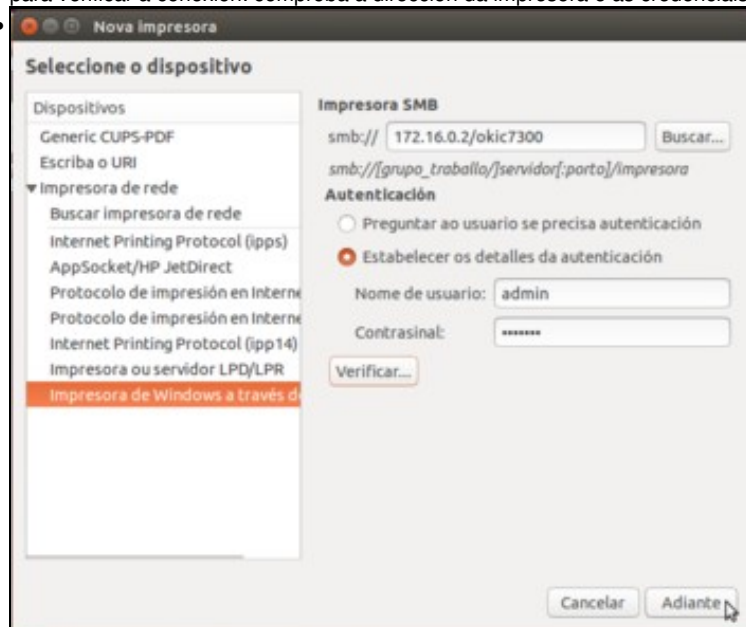 para verificar a conexión: comproba a dirección da impresora e as credenciais
Nova impresora
Seleccione o dispositivo
Dispositivos
Generic CUPS-PDF
Escriba o URI
Impresora de rede
Buscar impresora de rede
Internet Printing Protocol (ipps)
AppSocket/HP JetDirect
Protocolo de impresión en Interne
Protocolo de impresión en Interne
Internet Printing Protocol (ipp14)
Impresora ou servidor LPD/LPR
Impresora de Windows a través d
Impresora SMB
smb:// 172.16.0.2/okic7300 Buscar...
smb://[grupo_traballo/]servidor[:porto]/impresora
Autenticación
Preguntar ao usuario se precisa autenticación
Estabelecer os detalles da autenticación
Nome de usuario: admin
Contrasinal: •••••••
Verificar...
Cancelar Adiante